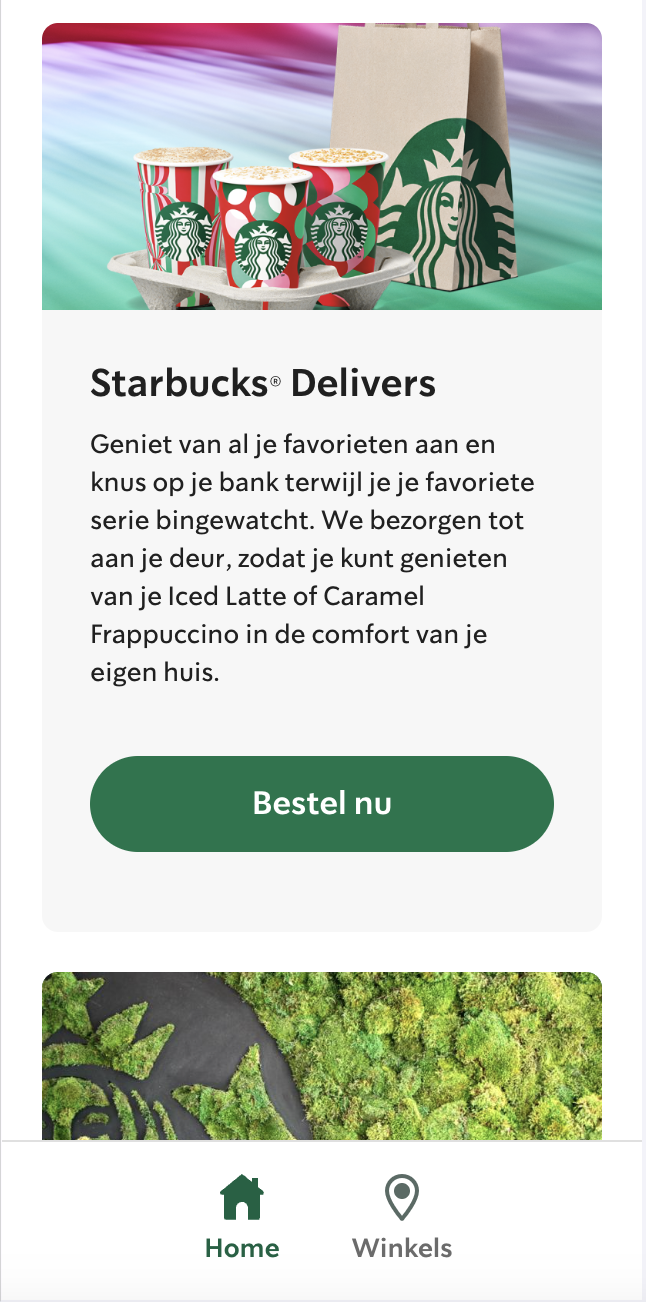 Starbucks® Delivers
Geniet van al je favorieten aan en
knus op je bank terwijl je je favoriete
serie bingewatcht. We bezorgen tot
aan je deur, zodat je kunt genieten
van je Iced Latte of Caramel
Frappuccino in de comfort van je
eigen huis.
Bestel nu
Home
Winkels